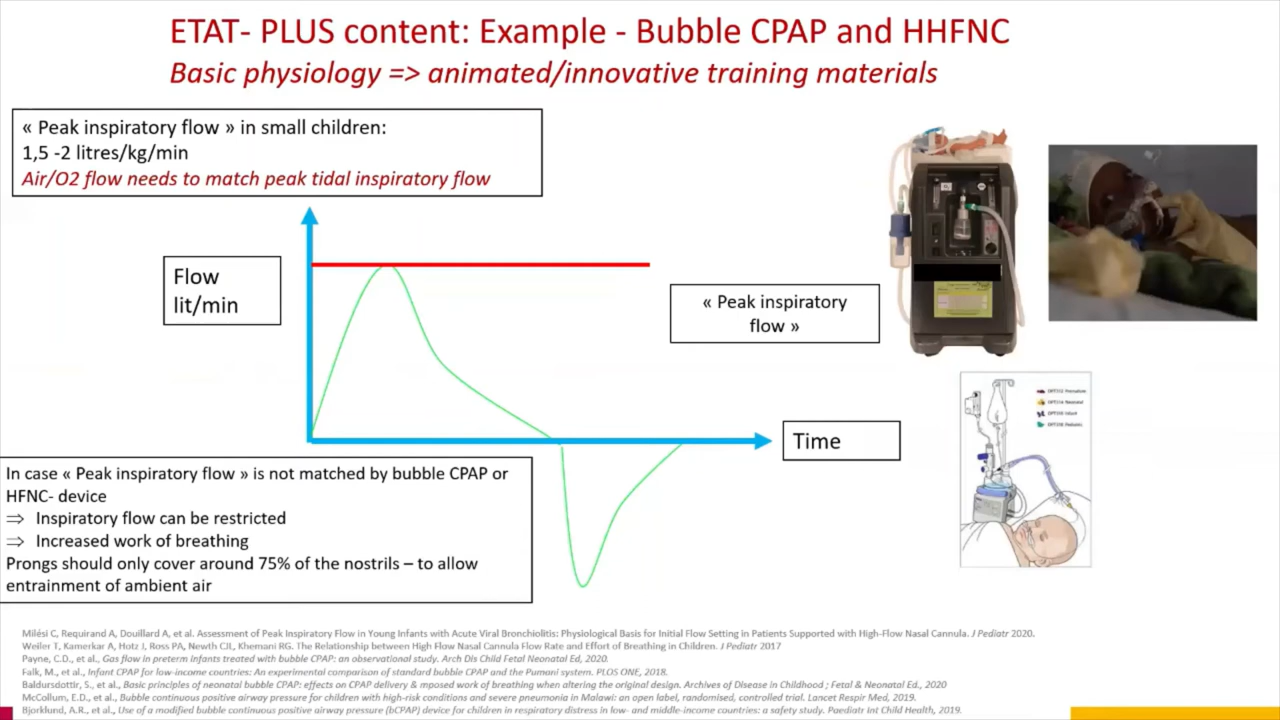 ETAT- PLUS content: Example - Bubble CPAP and HHFNC
Basic physiology => animated/innovative training materials
« Peak inspiratory flow » in small children:
1,5 -2 litres/kg/min
Air/O2 flow needs to match peak tidal inspiratory flow
Flow
lit/min
« Peak inspiratory
flow »
Time
In case « Peak inspiratory flow » is not matched by bubble CPAP or
HFNC- device
⇒ Inspiratory flow can be restricted
⇒ Increased work of breathing
Prongs should only cover around 75% of the nostrils – to allow
entrainment of ambient air
Milési C, Requirand A, Douillard A, et al. Assessment of Peak Inspiratory Flow in Young Infants with Acute Viral Bronchiolitis: Physiological Basis for Initial Flow Setting in Patients Supported with High-Flow Nasal Cannula. J Pediatr 2020.
Weiler T, Kamerkar A, Hotz J, Ross PA, Newth CJL, Khemani RG. The Relationship between High Flow Nasal Cannula Flow Rate and Effort of Breathing in Children. J Pediatr 2017
Payne, C.D., et al., Gas flow in preterm infants treated with bubble CPAP: an observational study. Arch Dis Child Fetal Neonatal Ed, 2020.
Falk, M., et al., Infant CPAP for low-income countries: An experimental comparison of standard bubble CPAP and the Pumani system. PLOS ONE, 2018.
Baldursdottir, S., et al., Basic principles of neonatal bubble CPAP: effects on CPAP delivery & mposed work of breathing when altering the original design. Archives of Disease in Childhood ; Fetal & Neonatal Ed., 2020
McCollum, E.D., et al., Bubble continuous positive airway pressure for children with high-risk conditions and severe pneumonia in Malawi: an open label, randomised, controlled trial. Lancet Respir Med, 2019.
Bjorklund, A.R., et al., Use of a modified bubble continuous positive airway pressure (bCPAP) device for children in respiratory distress in low- and middle-income countries: a safety study. Paediatr Int Child Health, 2019.